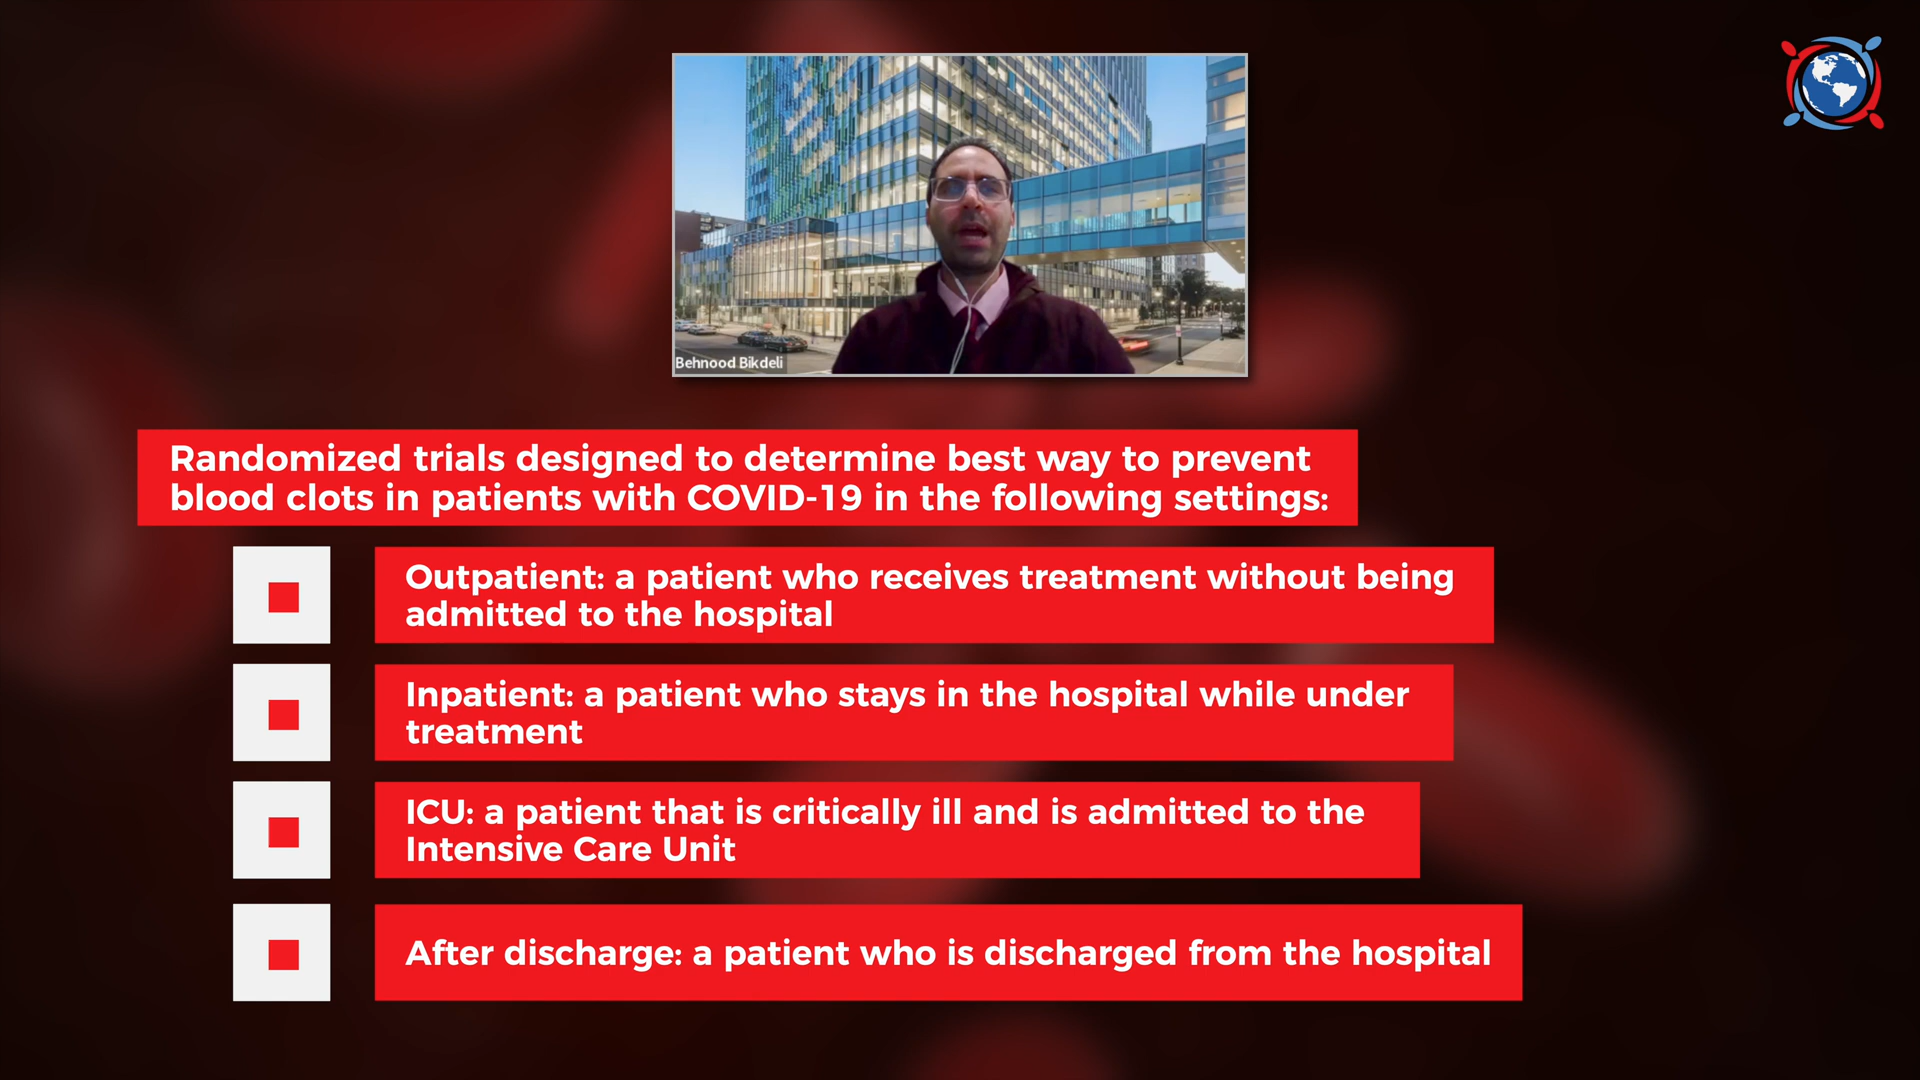 Behnood Bikdeli
Randomized trials designed to determine best way to prevent
blood clots in patients with COVID-19 in the following settings:
Outpatient: a patient who receives treatment without being
admitted to the hospital
Inpatient: a patient who stays in the hospital while under
treatment
ICU: a patient that is critically ill and is admitted to the
Intensive Care Unit
After discharge: a patient who is discharged from the hospital